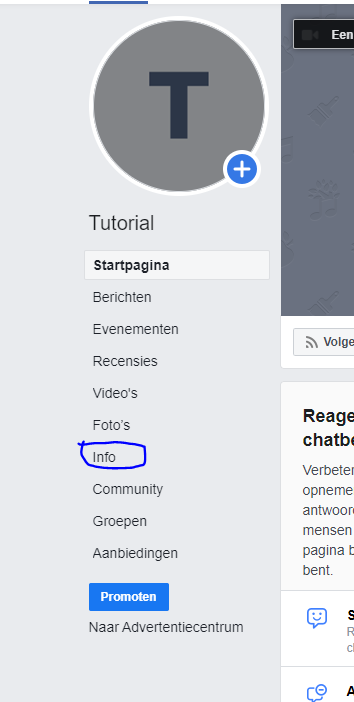 T
Een
Tutorial
Startpagina
Berichten
Evenementen
Recensies
Video's
Foto's
Info
Community
Groepen
Aanbiedingen
Promoten
Naar Advertentiecentrum
Volge
Reage
chatbe
Verbeter
opneme
antwoord
mensen
pagina b
bent.
S
R
cl
A